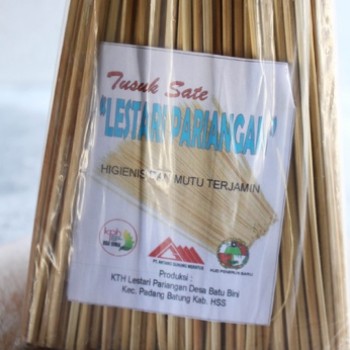 Tusuk Sate
"LESTARI PARIANGAN"
HIGIENIS DAN MUTU TERJAMIN
kph
Produksi :
KTH Lestari Pariangan Desa Batu Bini
Kec. Padang Batung Kab. HSS